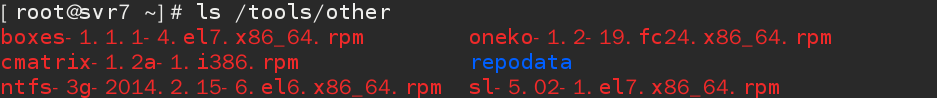 [root@svr7 ~]# ls /tools/other
boxes-1.1.1-4.el7.x86_64.rpm oneko-1.2-19.fc24.x86_64.rpm
cmatrix-1.2a-1.i386.rpm repodata
ntfs-3g-2014.2.15-6.el6.x86_64.rpm sl-5.02-1.el7.x86_64.rpm